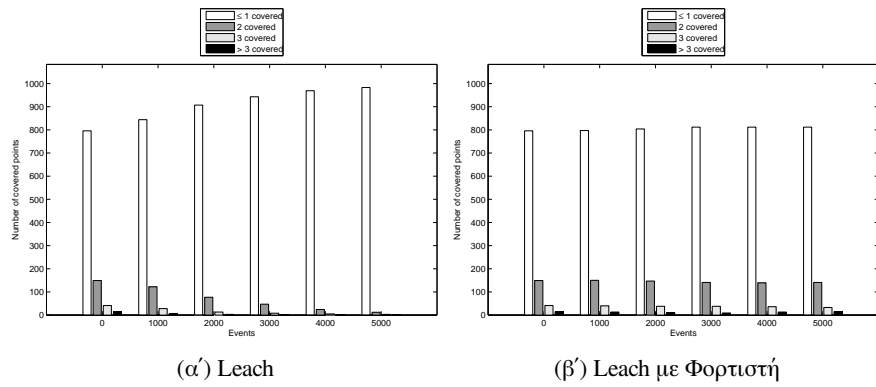 ≤ 1 covered
2 covered
3 covered
> 3 covered
1000
900
800
700
600
500
400
300
200
100
0
Number of covered points
0 1000 2000 3000 4000 5000
Events
(α′) Leach
≤ 1 covered
2 covered
3 covered
> 3 covered
1000
900
800
700
600
500
400
300
200
100
0
Number of covered points
0 1000 2000 3000 4000 5000
Events
(β′) Leach με Φορτιστή